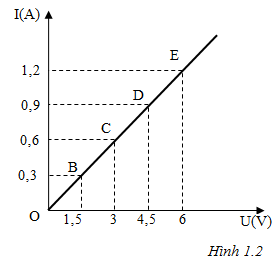 I(A)
E
1,2
D
0,9
C
0,6
B
0,3
O
1,5 3 4,5 6 U(V)
Hình 1.2